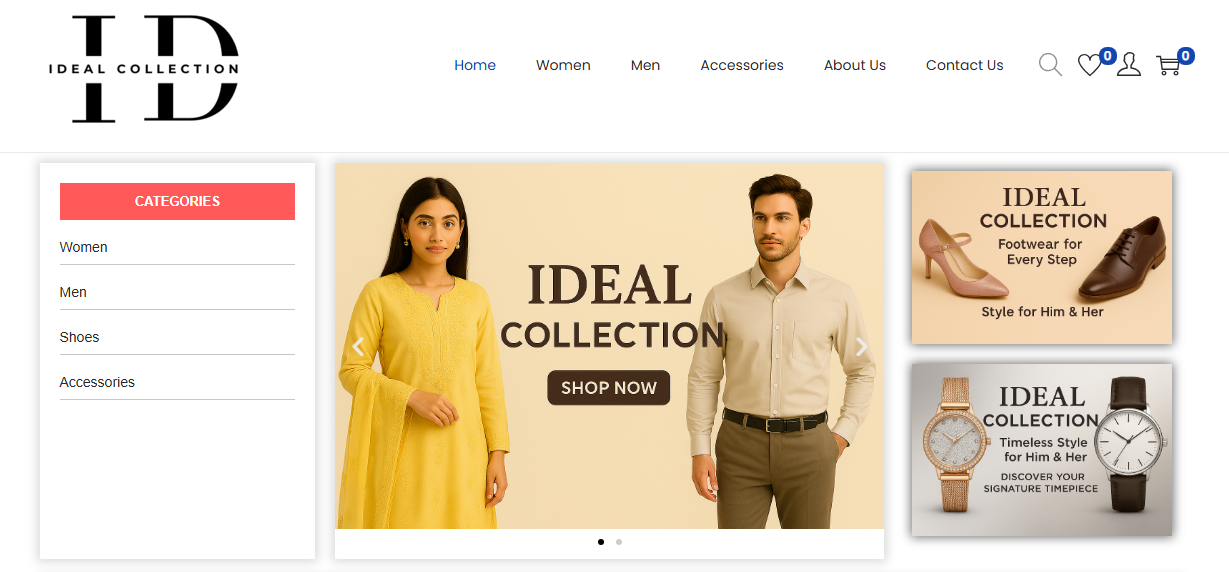 ID
IDEAL COLLECTION
Home Women Men Accessories About Us Contact Us 0 0
CATEGORIES
Women
Men
Shoes
Accessories
IDEAL
COLLECTION
SHOP NOW
IDEAL
COLLECTION
Footwear for
Every Step
Style for Him & Her
IDEAL
COLLECTION
Timeless Style
for Him & Her
DISCOVER YOUR
SIGNATURE TIMEPIECE